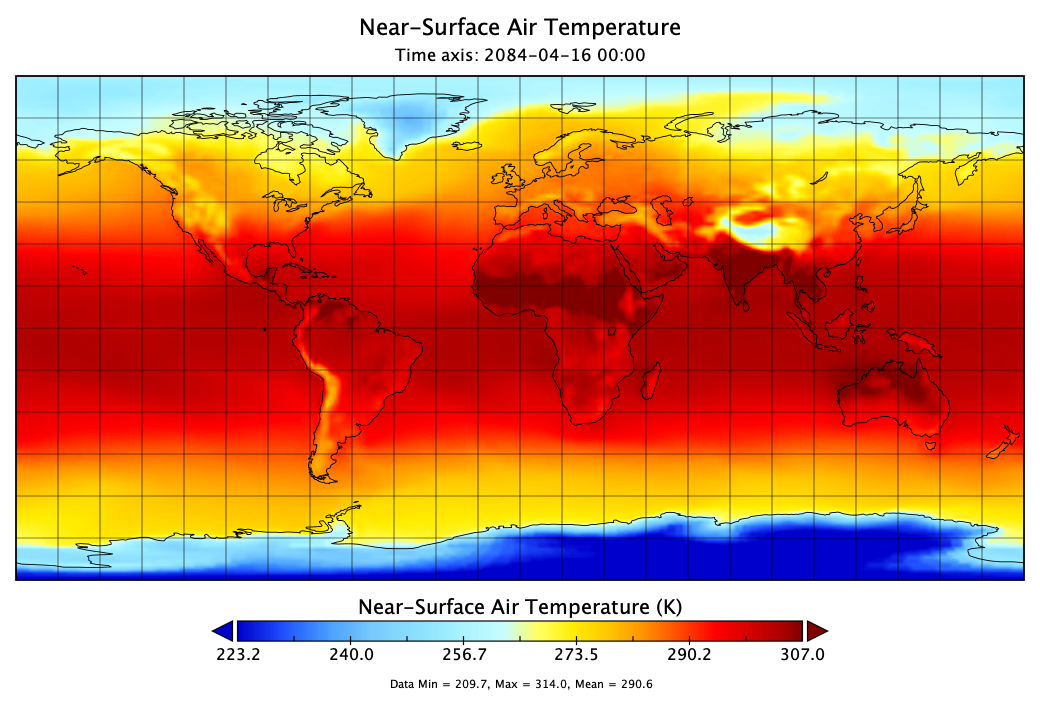 Near-Surface Air Temperature
Time axis: 2084-04-16 00:00
Near-Surface Air Temperature (K)
223.2 240.0 256.7 273.5 290.2 307.0
Data Min = 209.7, Max = 314.0, Mean = 290.6